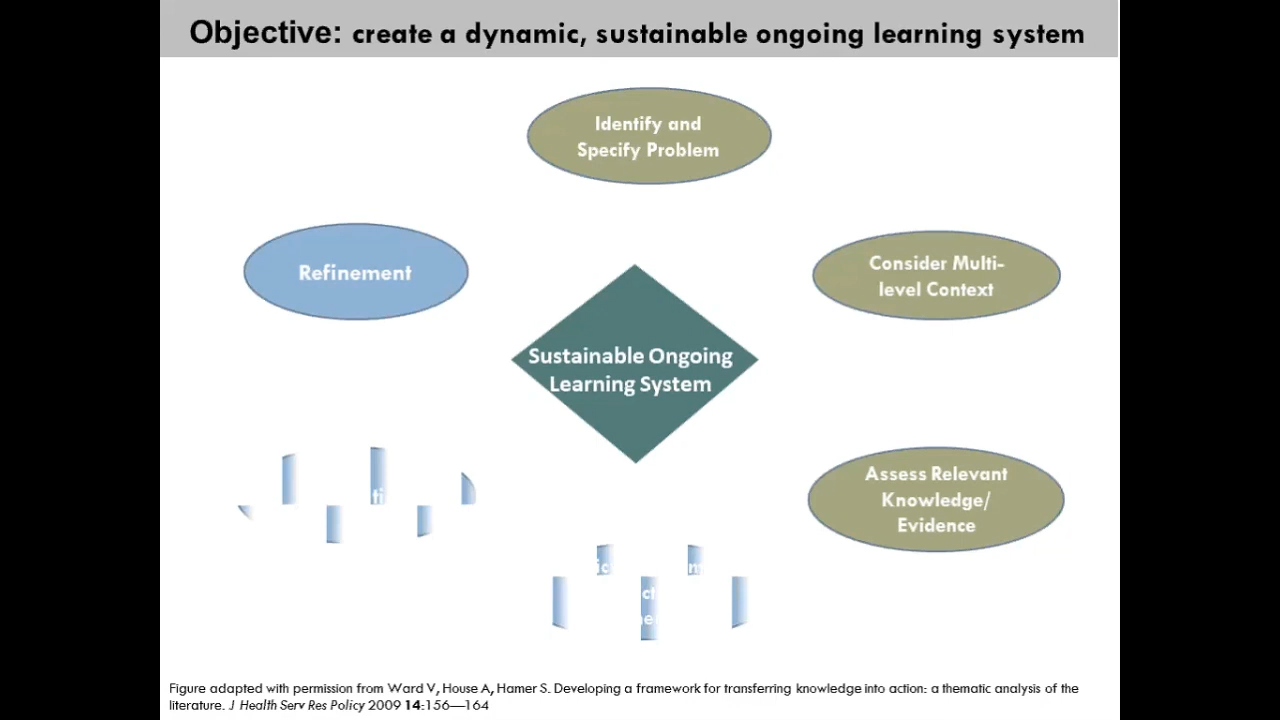 Objective: create a dynamic, sustainable ongoing learning system
Identify and
Specify Problem
Refinement
Consider Multi-
level Context
Sustainable Ongoing
Learning System
Assess Relevant
Knowledge/
Evidence
Figure adapted with permission from Ward V, House A, Hamer S. Developing a framework for transferring knowledge into action: a thematic analysis of the
literature. J Health Serv Res Policy 2009 14:156—164